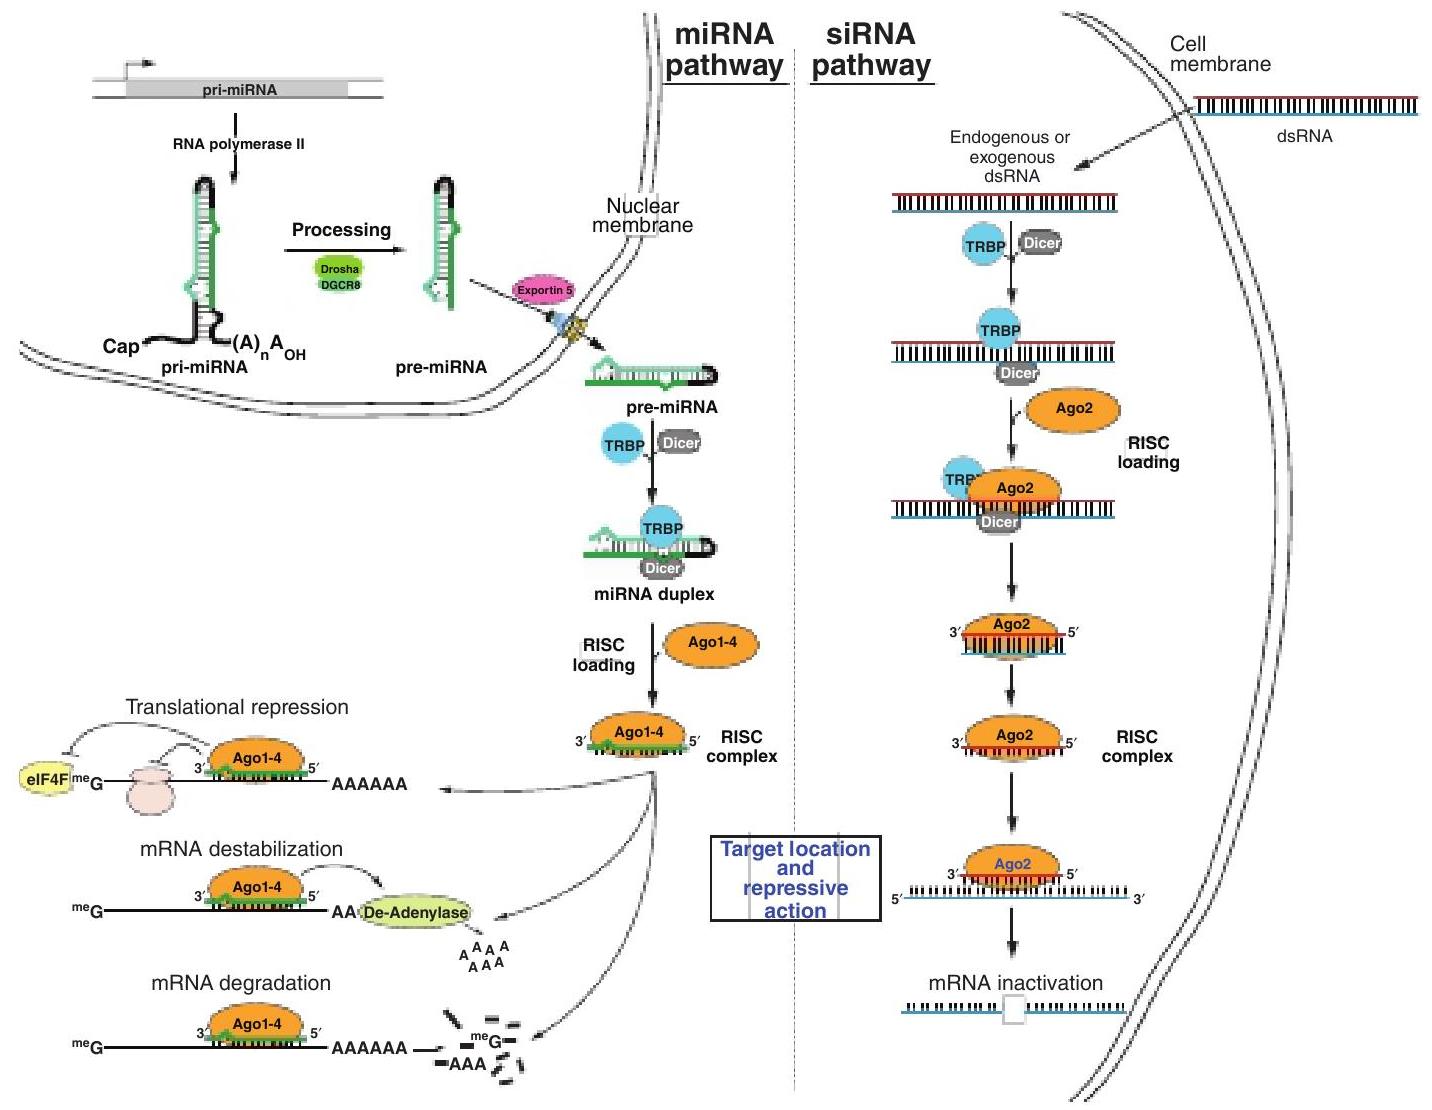 miRNA
pathway
siRNA
pathway
pri-miRNA
RNA polymerase II
Processing
Drosha
DGCR8
Cap
(A)nAOH
pri-miRNA
pre-miRNA
Nuclear
membrane
Exportin 5
pre-miRNA
TRBP
Dicer
TRBP
Dicer
miRNA duplex
RISC
loading
Ago1-4
Ago1-4
3′
5′
RISC
complex
Translational repression
eIF4F
meG
Ago1-4
3′
5′
AAAAAA
mRNA destabilization
meG
Ago1-4
3′
5′
AA
De-Adenylase
A A A A
A A A
mRNA degradation
meG
Ago1-4
3′
5′
AAAAAA
meG
AAA
Cell
membrane
dsRNA
Endogenous or
exogenous
dsRNA
TRBP
Dicer
TRBP
Dicer
Ago2
RISC
loading
TRBP
Ago2
Dicer
Ago2
3′
5′
Ago2
3′
5′
RISC
complex
Target location
and
repressive
action
Ago2
3′
5′
5′
3′
mRNA inactivation